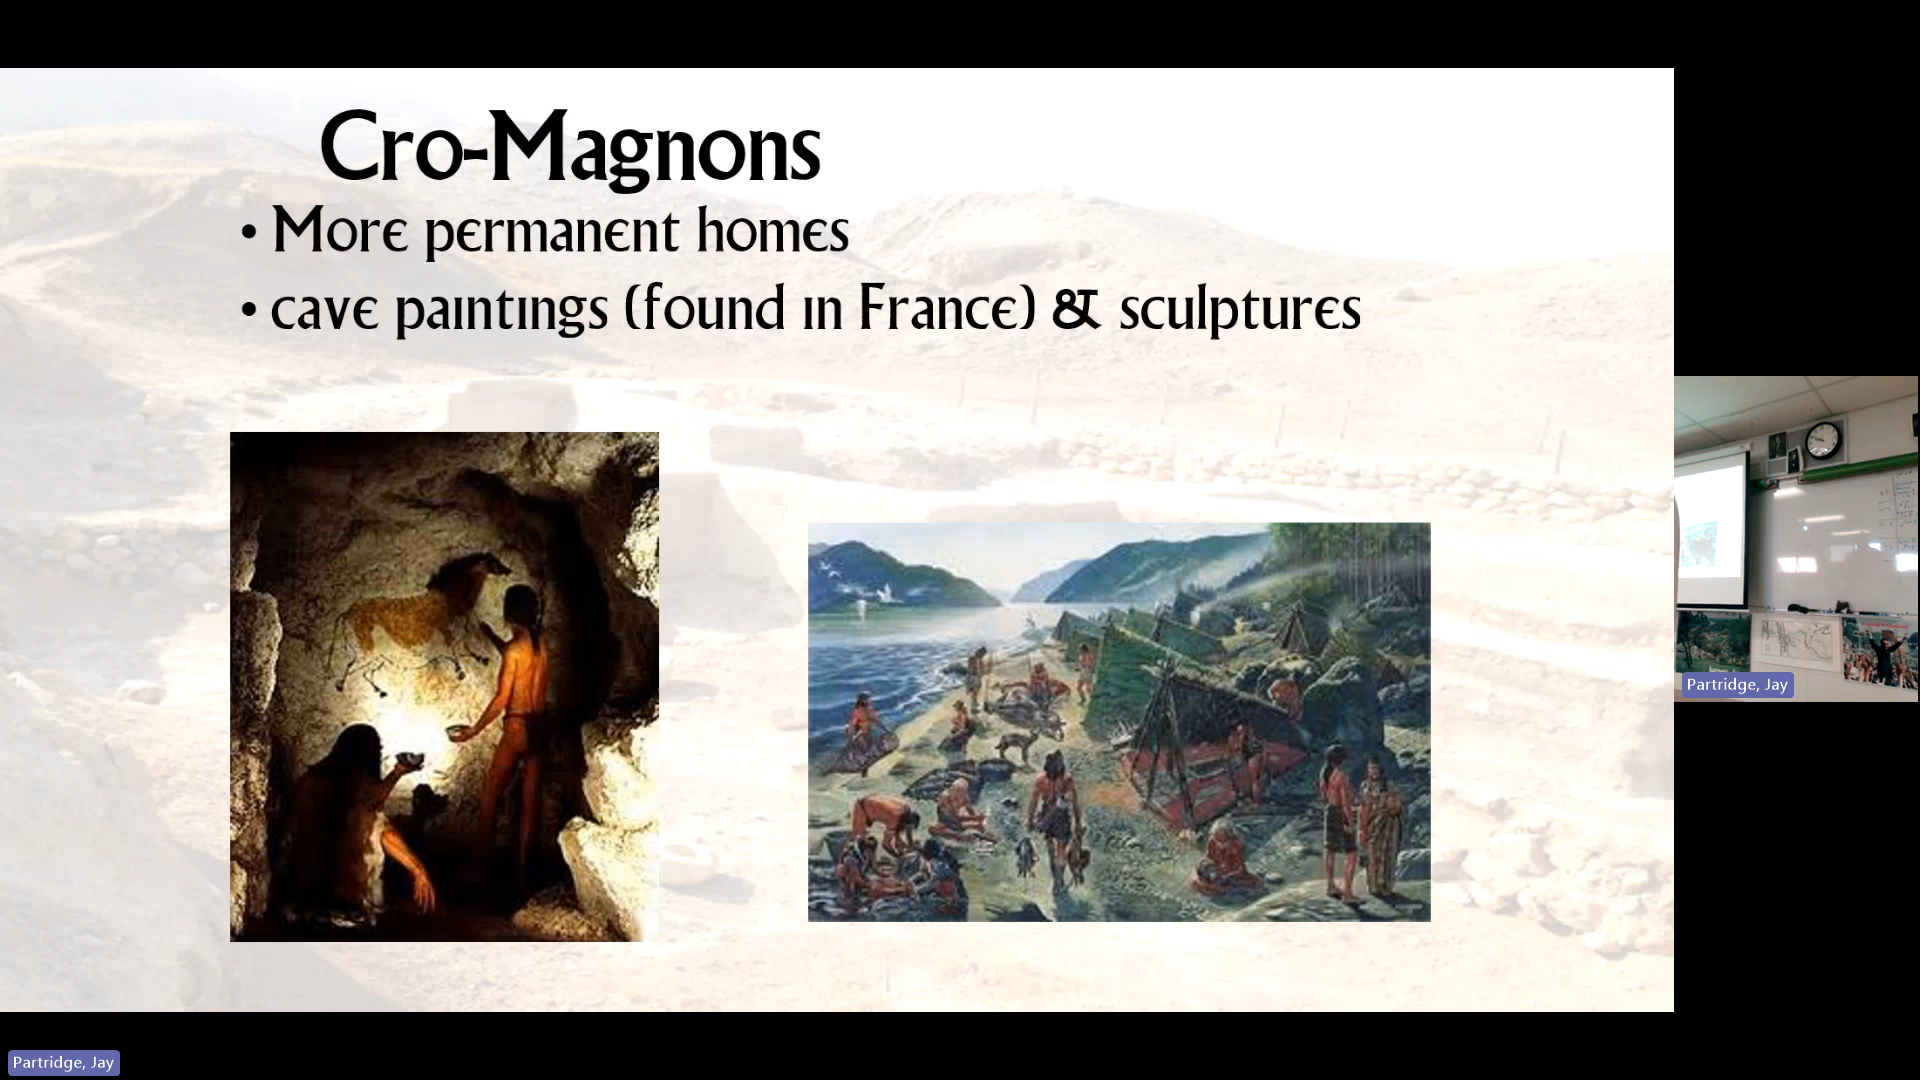 Cro-Magnons
• More permanent homes
• cave paintings (found in France) & sculptures
Partridge, Jay
Partridge, Jay